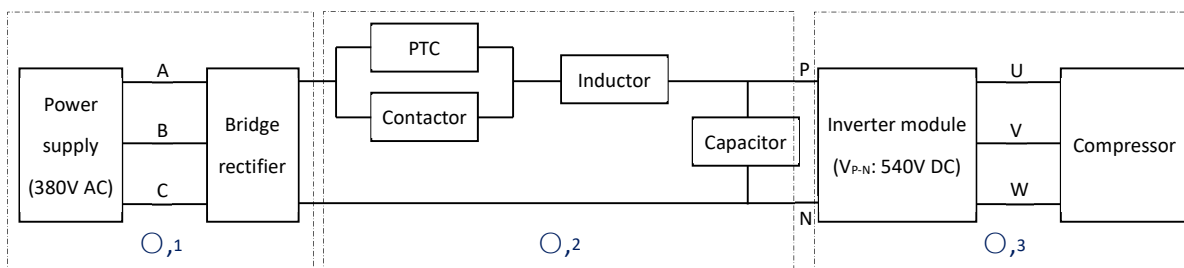 A
B
C
Power
supply
(380V AC)
Bridge
rectifier
PTC
Contactor
Inductor
Capacitor
P
N
Inverter module
(VP-N: 540V DC)
U
V
W
Compressor
○,1
○,2
○,3